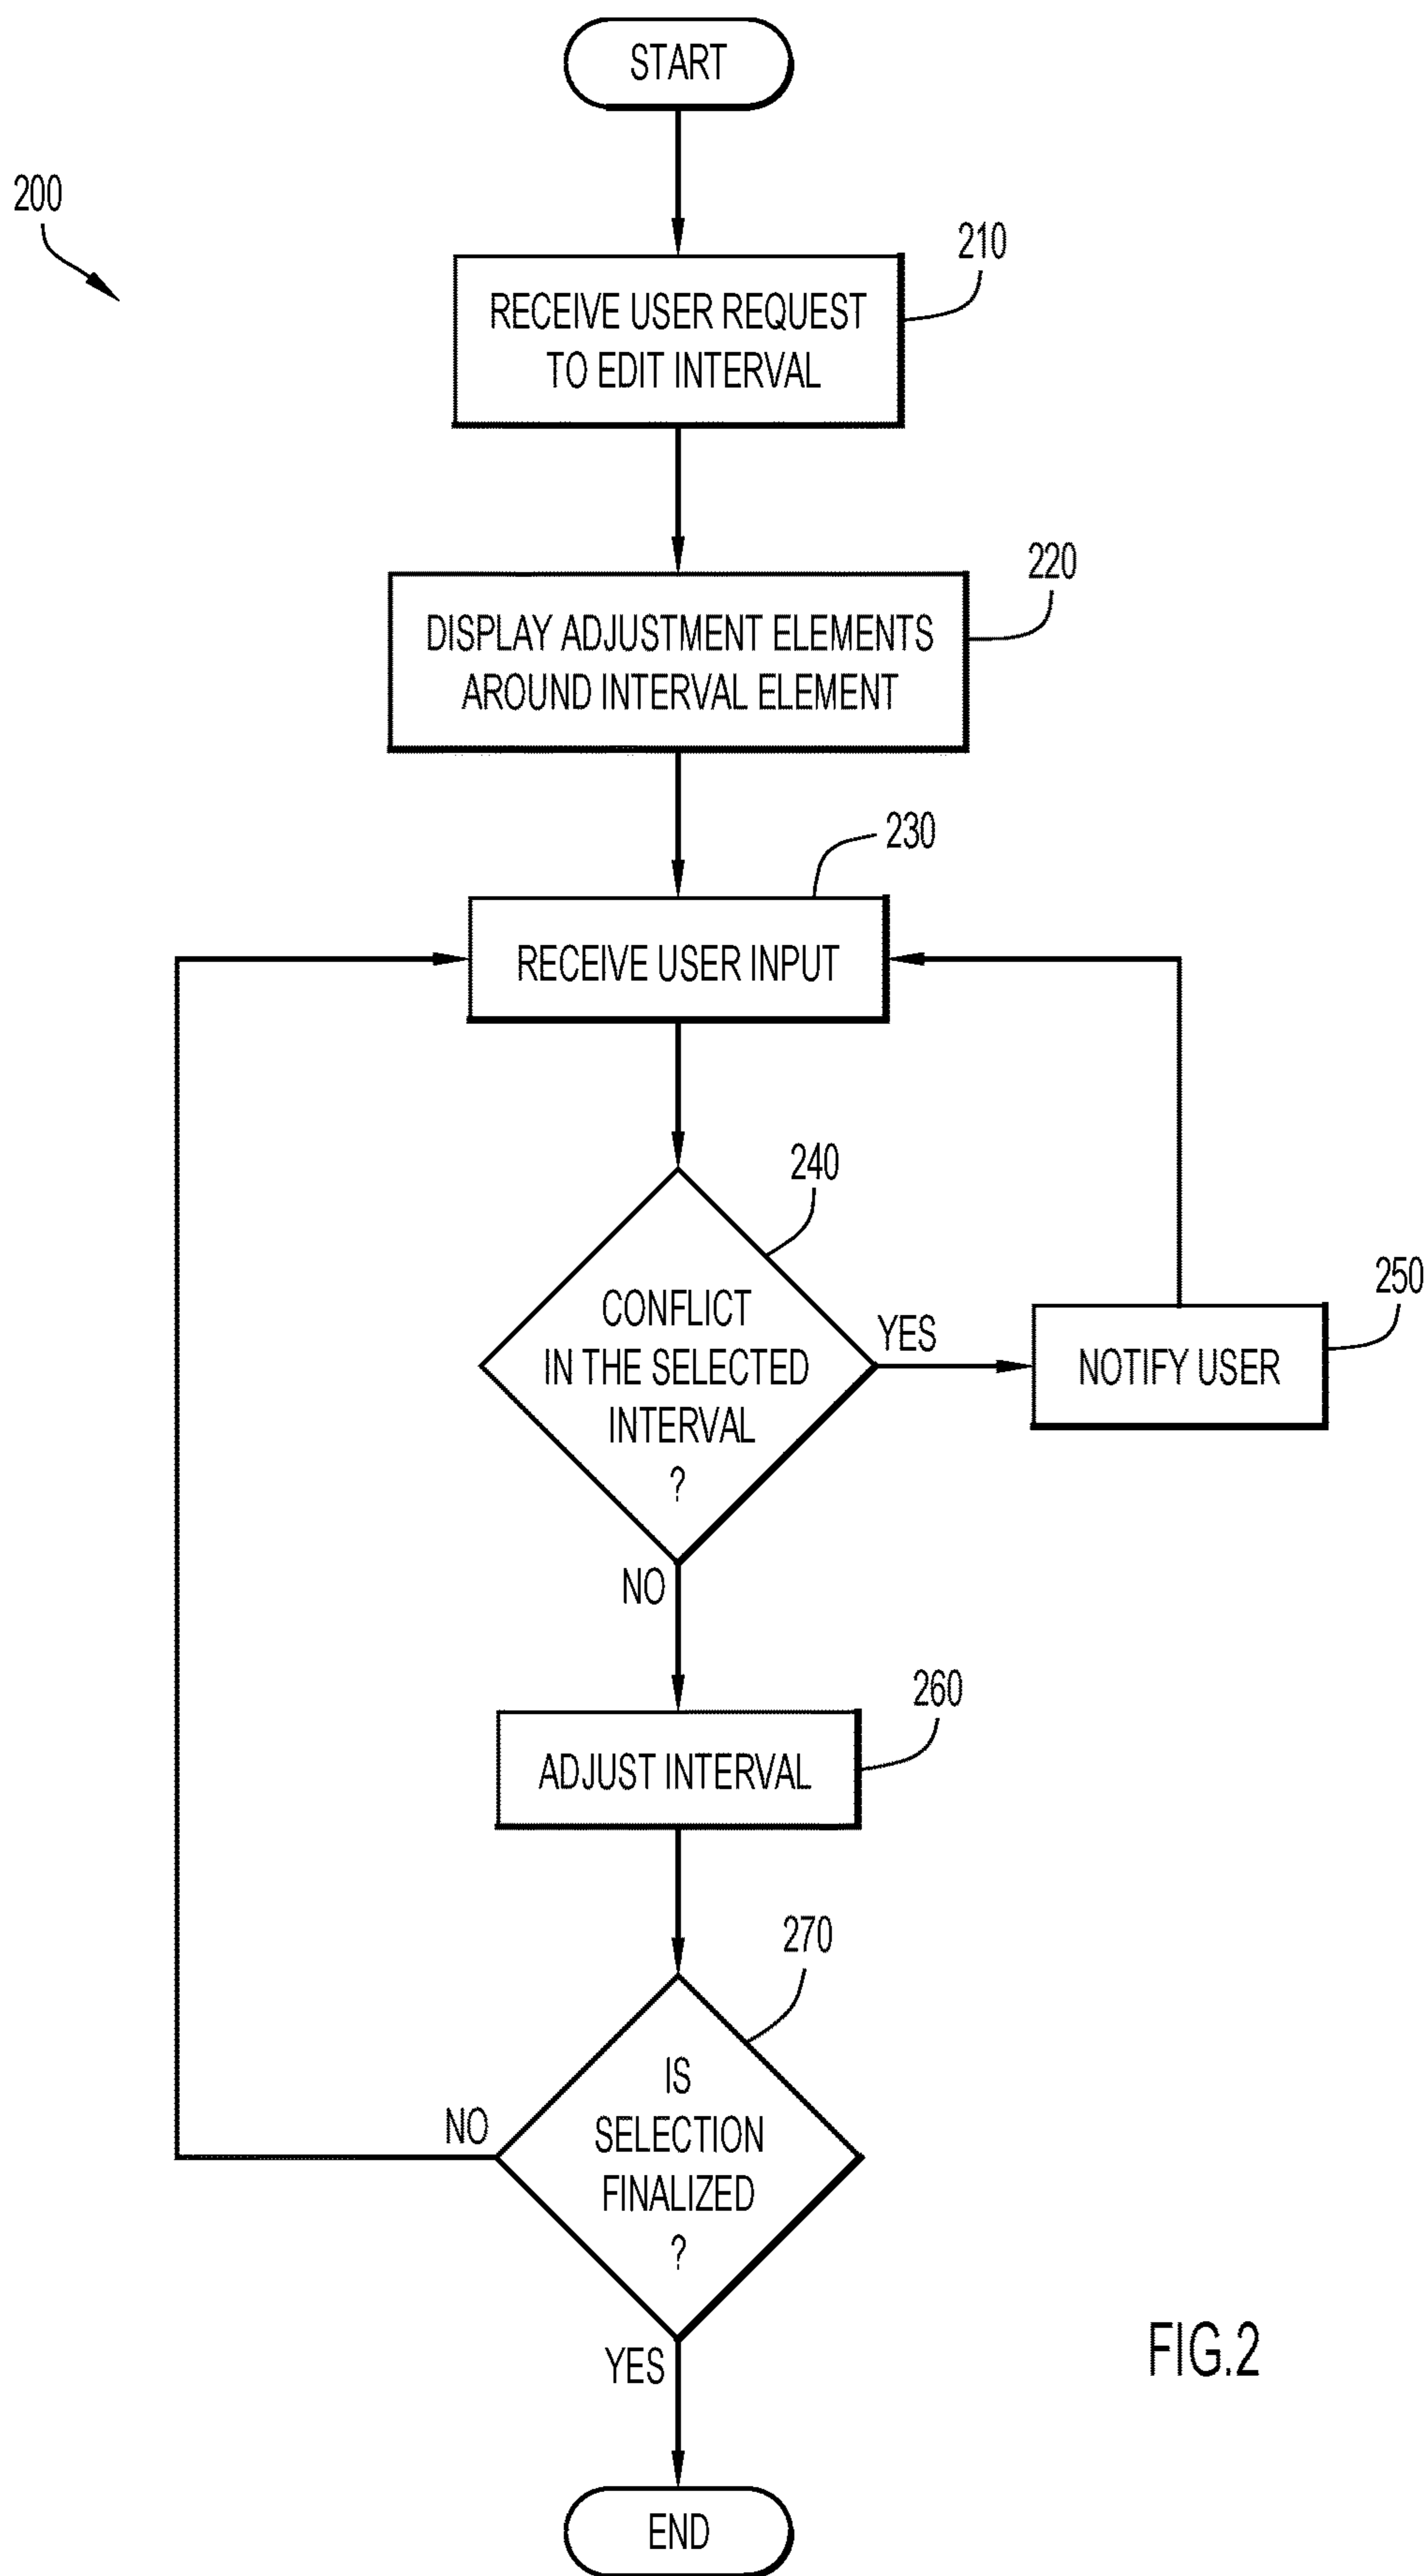 START
200
210
RECEIVE USER REQUEST
TO EDIT INTERVAL
220
DISPLAY ADJUSTMENT ELEMENTS
AROUND INTERVAL ELEMENT
230
RECEIVE USER INPUT
240
CONFLICT
IN THE SELECTED
INTERVAL
?
YES
250
NOTIFY USER
NO
260
ADJUST INTERVAL
270
IS
SELECTION
FINALIZED
?
NO
YES
FIG.2
END